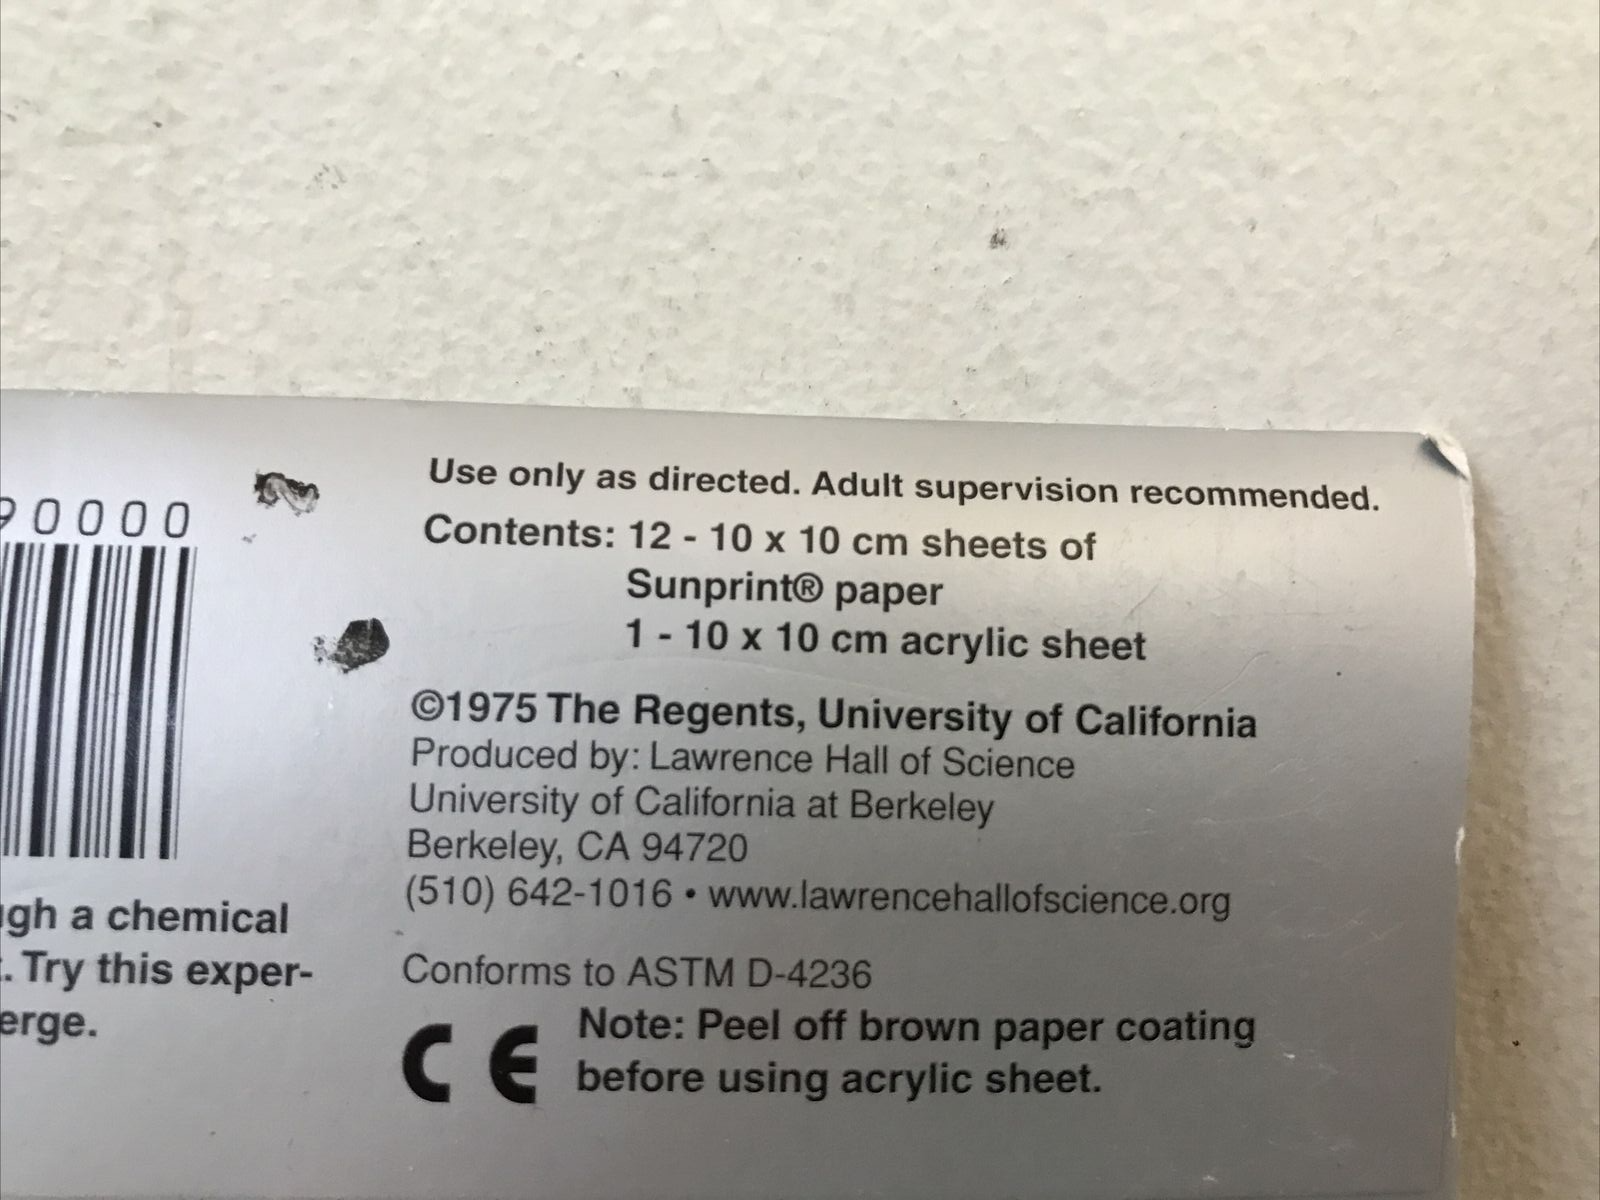 90000
Use only as directed. Adult supervision recommended.
Contents: 12 - 10 x 10 cm sheets of
Sunprint® paper
1 - 10 x 10 cm acrylic sheet
©1975 The Regents, University of California
Produced by: Lawrence Hall of Science
University of California at Berkeley
Berkeley, CA 94720
(510) 642-1016 • www.lawrencehallofscience.org
Conforms to ASTM D-4236
CE
Note: Peel off brown paper coating
before using acrylic sheet.
a chemical
. Try this exper-
erge.